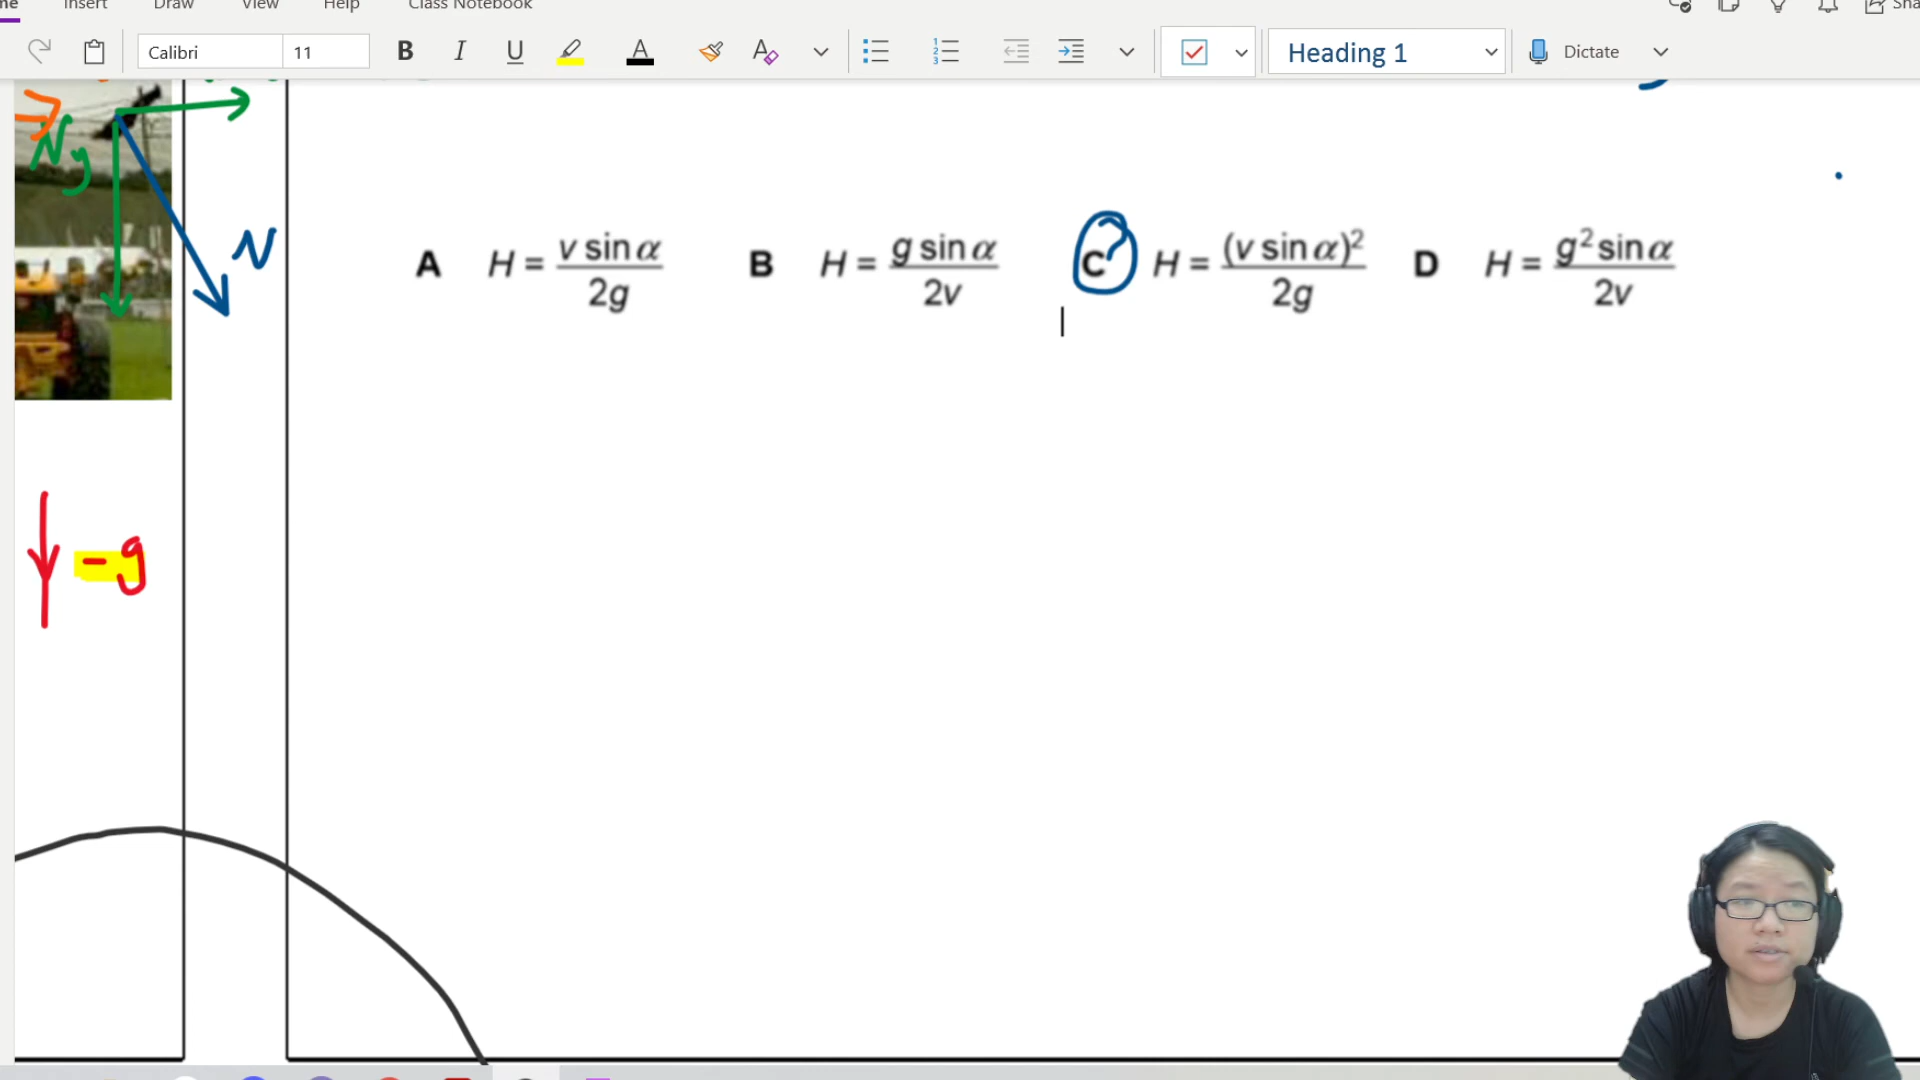 Insert Draw View Help Class Notebook
Calibri 11 B I U A A Heading 1 Dictate
Ny
N
A H = v sin α / 2g B H = g sin α / 2v C ? H = (v sin α)² / 2g D H = g² sin α / 2v
-g